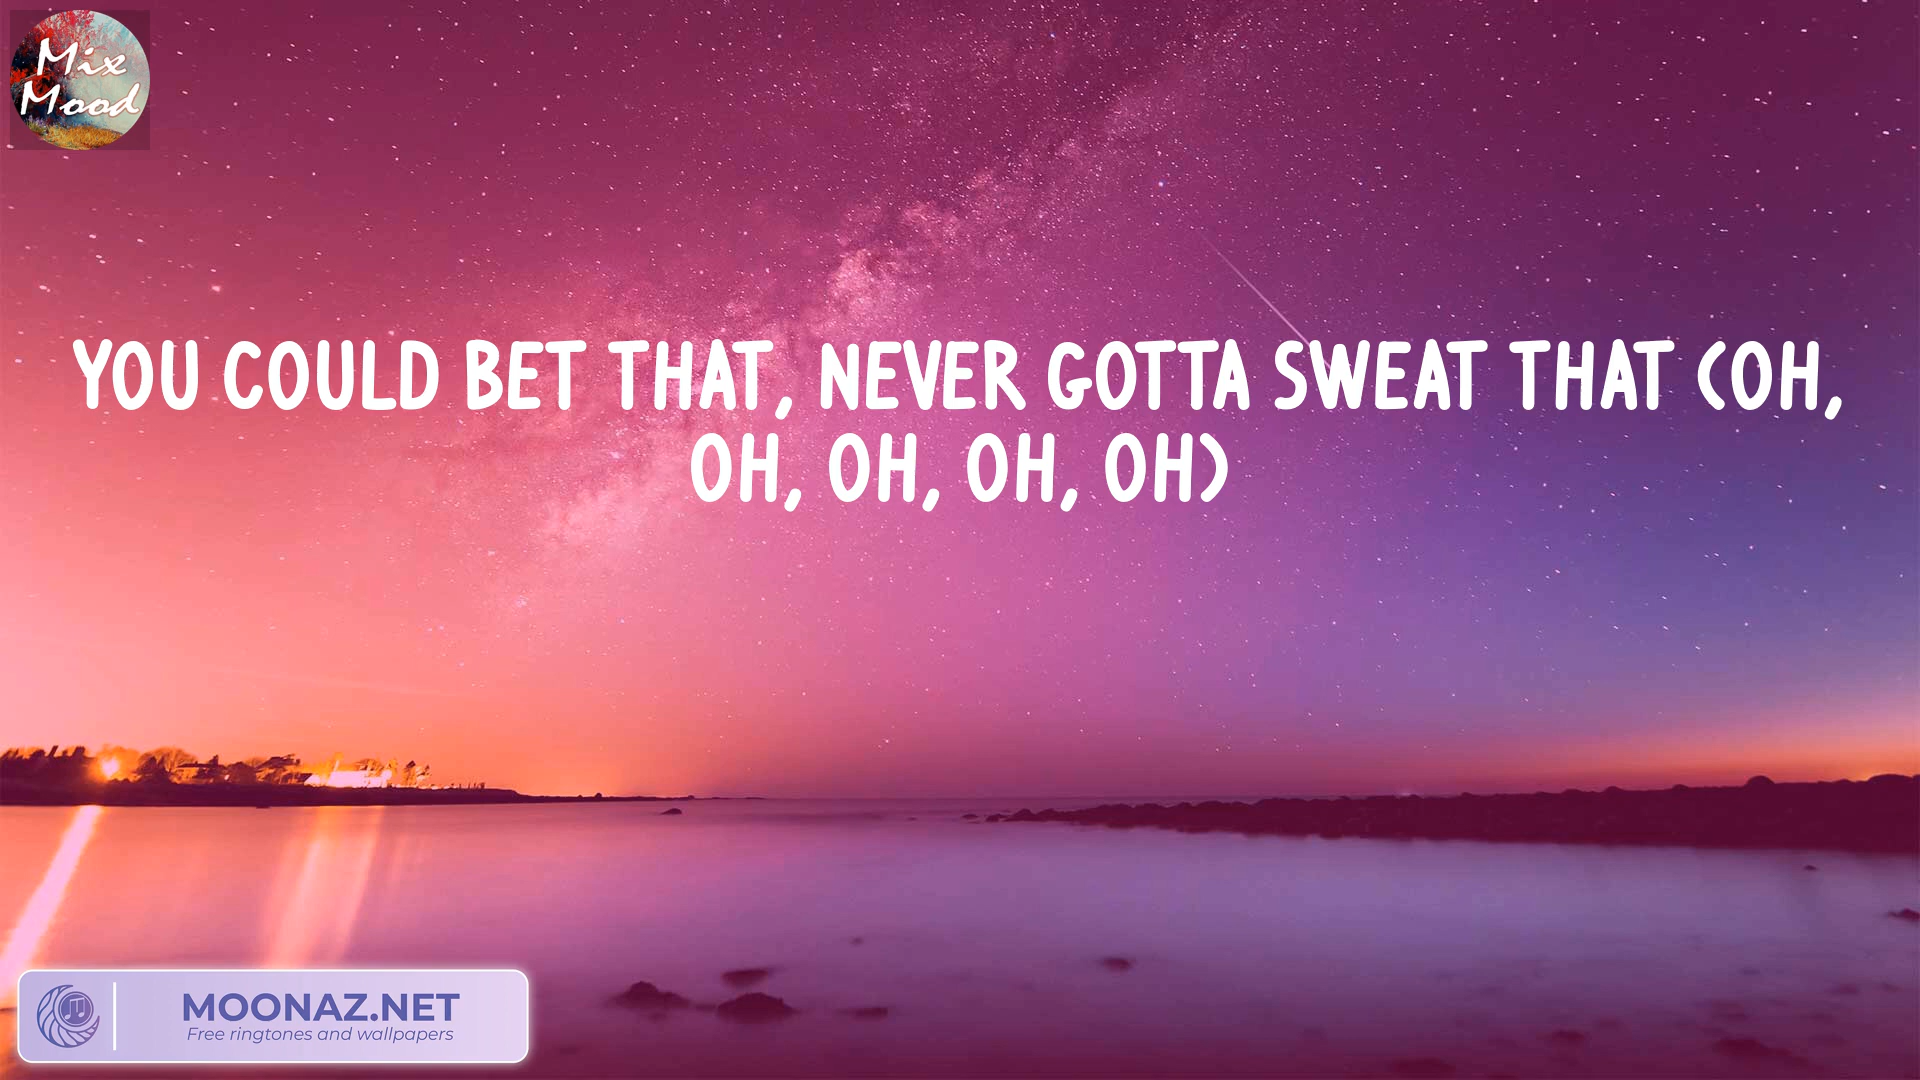 Mix
Mood
YOU COULD BET THAT, NEVER GOTTA SWEAT THAT (OH,
OH, OH, OH, OH)
MOONAZ.NET
Free ringtones and wallpapers